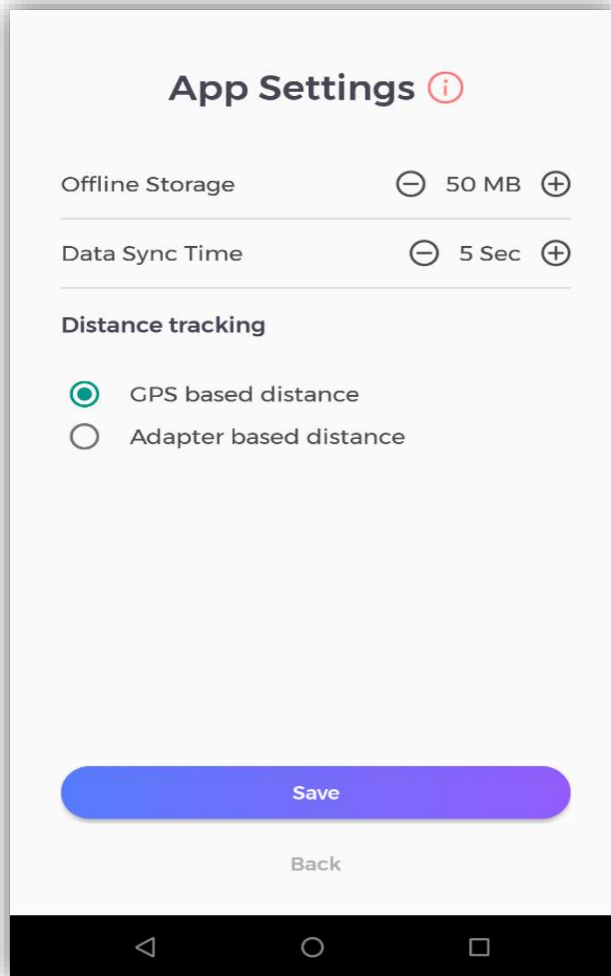 App Settings
Offline Storage 50 MB
Data Sync Time 5 Sec
Distance tracking
GPS based distance
Adapter based distance
Save
Back